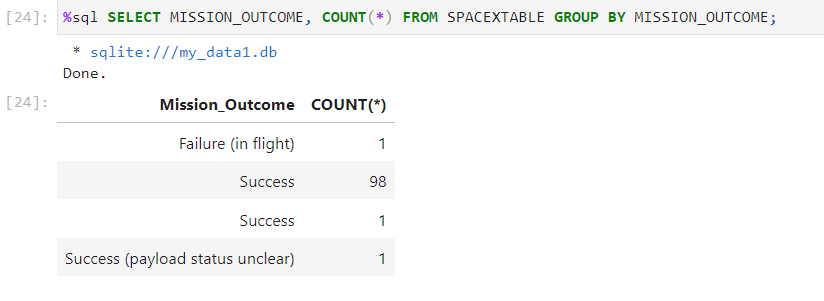 [24]: %sql SELECT MISSION_OUTCOME, COUNT(*) FROM SPACEXTABLE GROUP BY MISSION_OUTCOME;
* sqlite:///my_data1.db
Done.
[24]: Mission_Outcome COUNT(*)
Failure (in flight) 1
Success 98
Success 1
Success (payload status unclear) 1